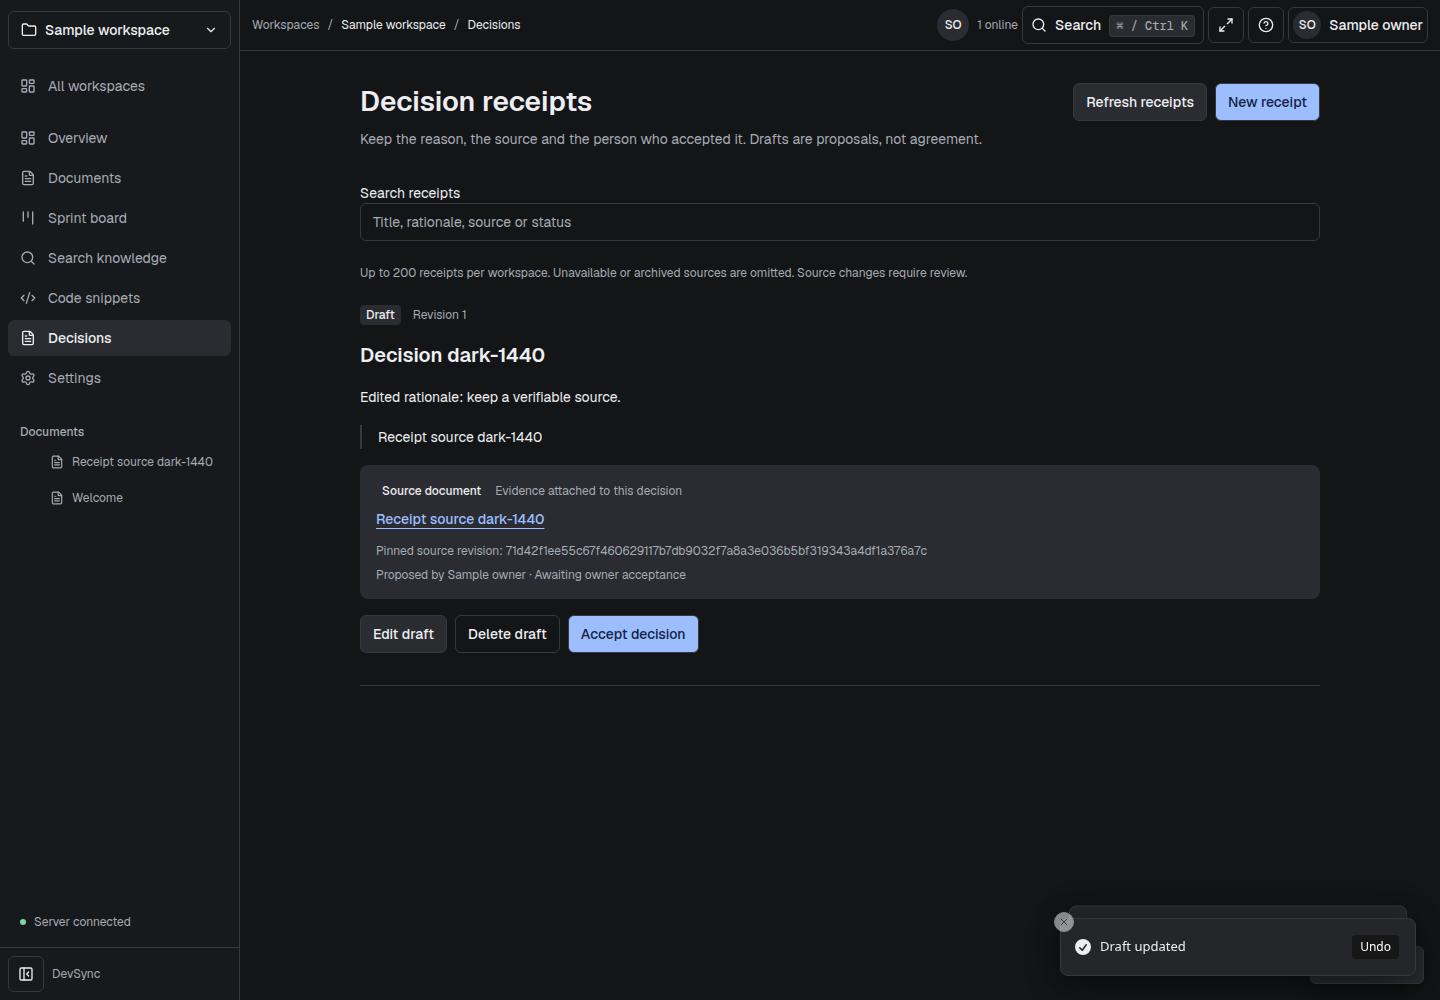 Sample workspace
All workspaces
Overview
Documents
Sprint board
Search knowledge
Code snippets
Decisions
Settings
Documents
Receipt source dark-1440
Welcome
Server connected
DevSync
Workspaces / Sample workspace / Decisions
SO 1 online Search ⌘ / Ctrl K SO Sample owner
Decision receipts
Refresh receipts New receipt
Keep the reason, the source and the person who accepted it. Drafts are proposals, not agreement.
Search receipts
Title, rationale, source or status
Up to 200 receipts per workspace. Unavailable or archived sources are omitted. Source changes require review.
Draft Revision 1
Decision dark-1440
Edited rationale: keep a verifiable source.
Receipt source dark-1440
Source document Evidence attached to this decision
Receipt source dark-1440
Pinned source revision: 71d42f1ee55c67f460629117b7db9032f7a8a3e036b5bf319343a4df1a376a7c
Proposed by Sample owner · Awaiting owner acceptance
Edit draft Delete draft Accept decision
Draft updated Undo